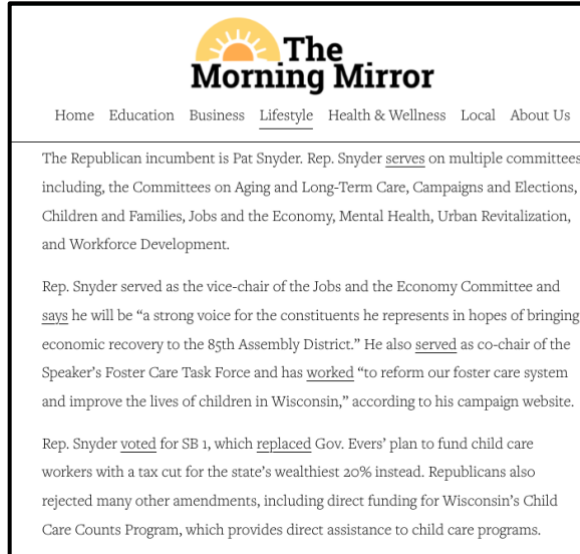 The
Morning Mirror
Home Education Business Lifestyle Health & Wellness Local About Us
The Republican incumbent is Pat Snyder. Rep. Snyder serves on multiple committees
including, the Committees on Aging and Long-Term Care, Campaigns and Elections,
Children and Families, Jobs and the Economy, Mental Health, Urban Revitalization,
and Workforce Development.
Rep. Snyder served as the vice-chair of the Jobs and the Economy Committee and
says he will be “a strong voice for the constituents he represents in hopes of bringing
economic recovery to the 85th Assembly District.” He also served as co-chair of the
Speaker’s Foster Care Task Force and has worked “to reform our foster care system
and improve the lives of children in Wisconsin,” according to his campaign website.
Rep. Snyder voted for SB 1, which replaced Gov. Evers’ plan to fund child care
workers with a tax cut for the state’s wealthiest 20% instead. Republicans also
rejected many other amendments, including direct funding for Wisconsin’s Child
Care Counts Program, which provides direct assistance to child care programs.